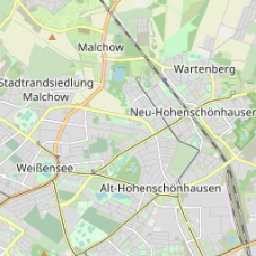 Malchow
Wartenberg
Stadtrandsiedlung
Malchow
Neu-Hohenschönhausen
Weißensee
Alt-Hohenschönhausen